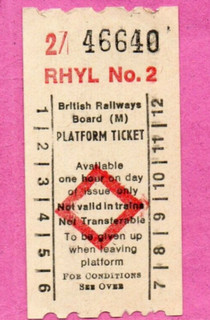 2/ 46640
RHYL No. 2
British Railways
Board (M)
PLATFORM TICKET
Available
one hour on day
of issue only
Not valid in trains
Not Transferable
To be given up
when leaving
platform
FOR CONDITIONS
SEE OVER
1 2 3 4 5 6
7 8 9 10 11 12